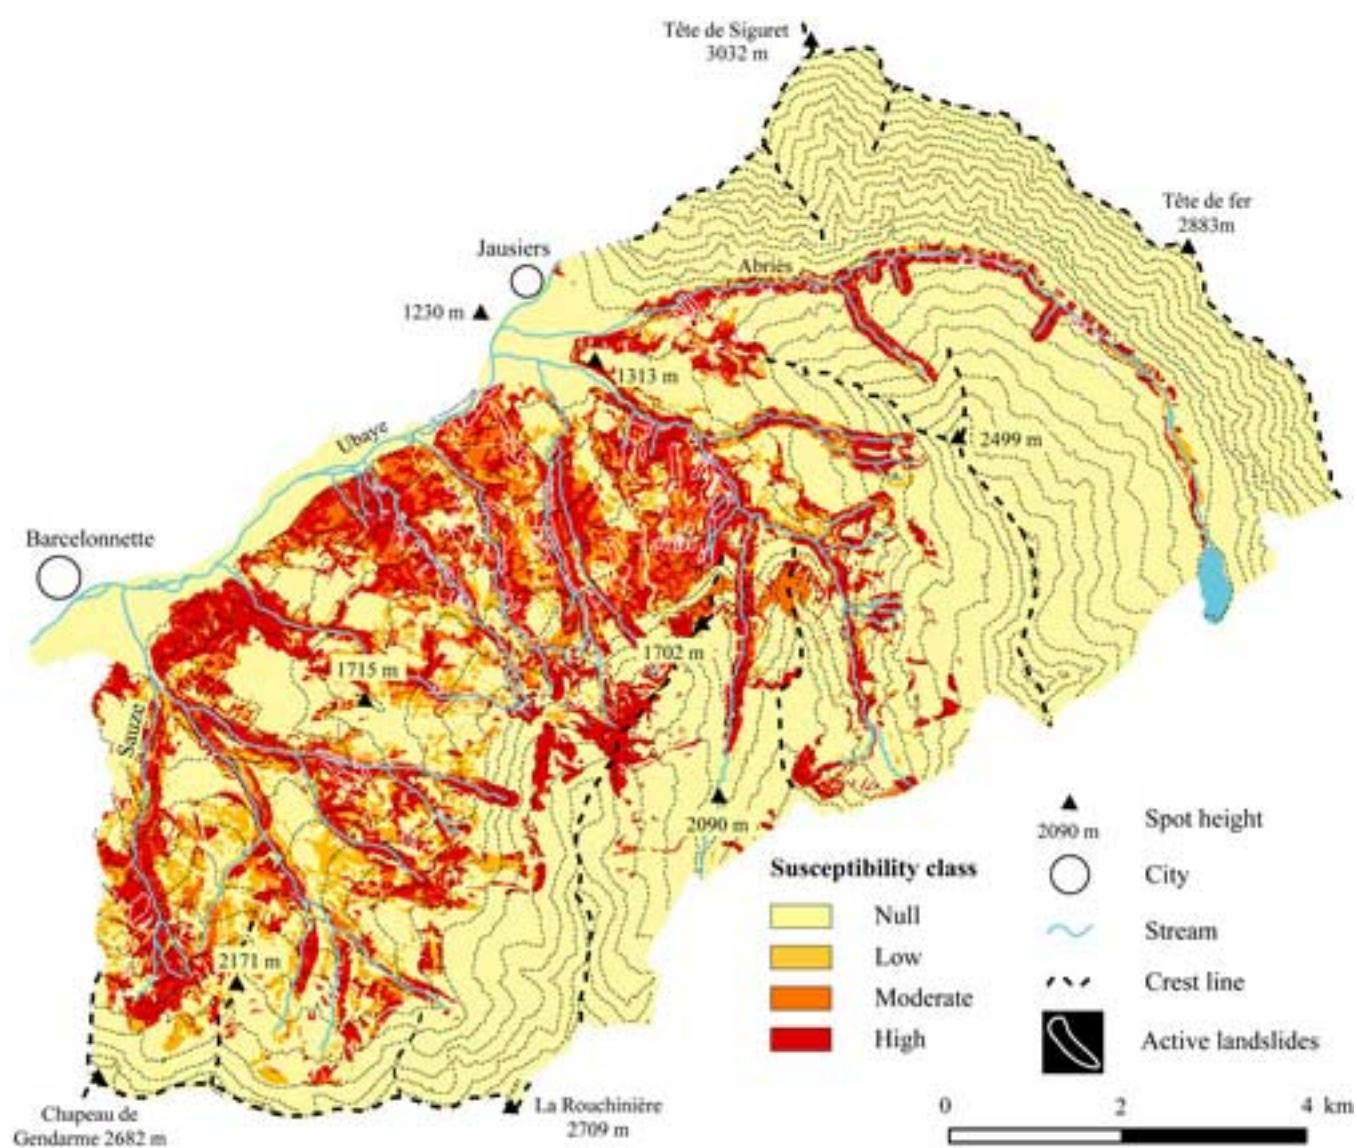 Tête de Siguret
3032 m
Tête de fer
2883m
Jausiers
Abriès
1230 m
1313 m
2499 m
Ubaye
Barcelonnette
1702 m
1715 m
Sauze
2090 m
2171 m
Susceptibility class
Null
Low
Moderate
High
2090 m
Spot height
City
Stream
Crest line
Active landslides
Chapeau de
Gendarme 2682 m
La Rouchinière
2709 m
0 2 4 km